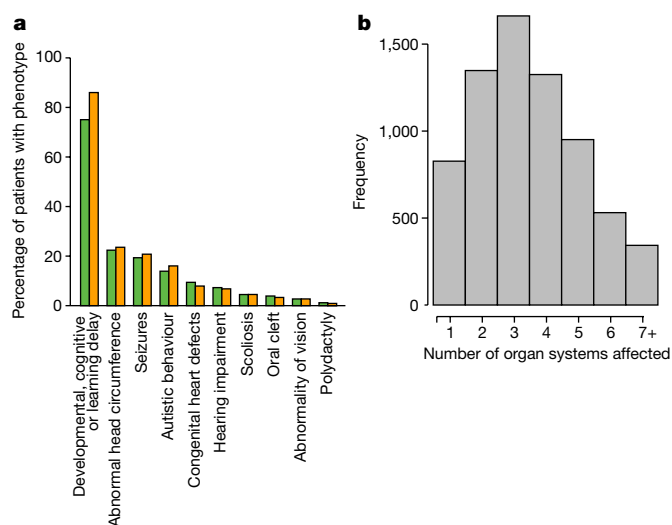 a
Percentage of patients with phenotype
100
80
60
40
20
0
Developmental, cognitive
or learning delay
Abnormal head circumference
Seizures
Autistic behaviour
Congenital heart defects
Hearing impairment
Scoliosis
Oral cleft
Abnormality of vision
Polydactyly
b
Frequency
1,500
1,000
500
0
1 2 3 4 5 6 7+
Number of organ systems affected